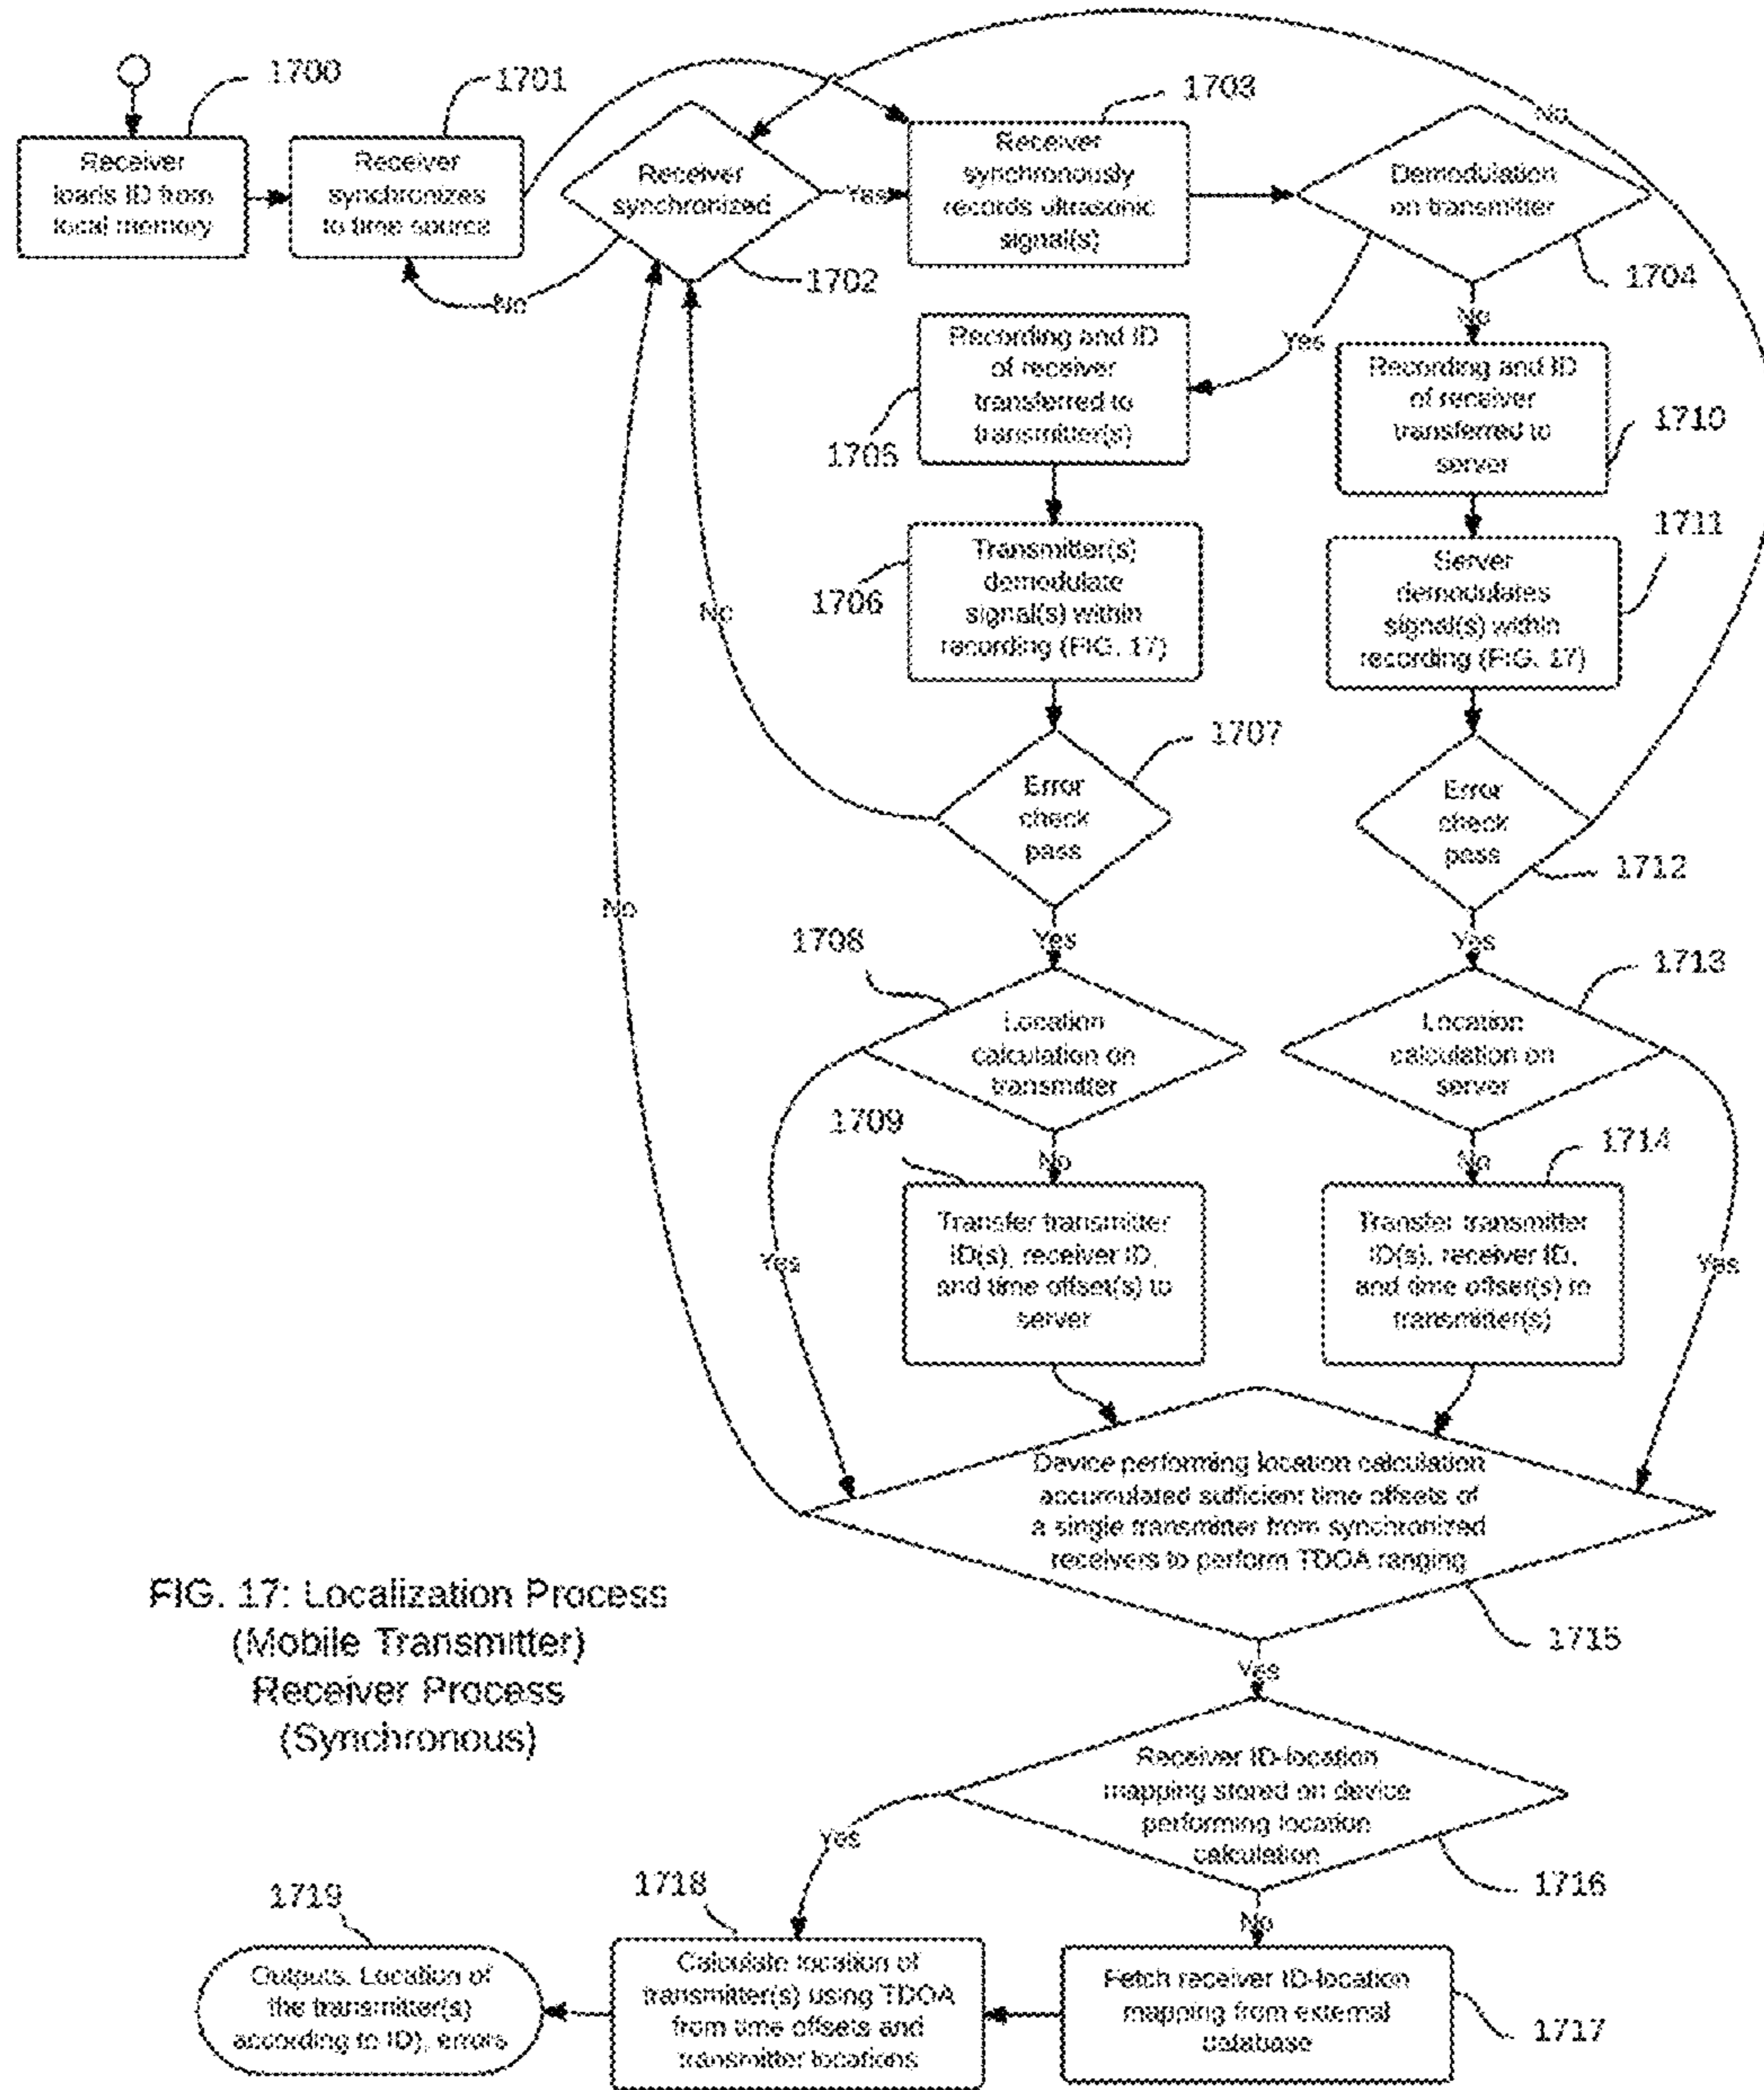 1700
Receiver
loads ID from
local memory
1701
Receiver
synchronizes
to time source
Receiver
synchronized
1702
No
Yes
1703
Receiver
synchronously
records ultrasonic
signal(s)
No
Demodulation
on transmitter
1704
Yes
No
Recording and ID
of receiver
transferred to
transmitter(s)
1705
Recording and ID
of receiver
transferred to
server
1710
Transmitter(s)
demodulate
signal(s) within
recording (FIG. 17)
1706
No
Server
demodulates
signal(s) within
recording (FIG. 17)
1711
Error
check
pass
1707
Error
check
pass
1712
No
Yes
Yes
1708
Location
calculation on
transmitter
1713
Location
calculation on
server
1709
No
1714
No
Yes
Transfer transmitter
ID(s), receiver ID,
and time offset(s) to
server
Transfer transmitter
ID(s), receiver ID,
and time offset(s) to
transmitter(s)
Yes
Device performing location calculation
accumulated sufficient time offsets of
a single transmitter from synchronized
receivers to perform TDOA ranging
1715
Yes
FIG. 17: Localization Process
(Mobile Transmitter)
Receiver Process
(Synchronous)
Receiver ID-location
mapping stored on device
performing location
calculation
1716
Yes
No
1719
Outputs. Location of
the transmitter(s)
according to ID), errors
1718
Calculate location of
transmitter(s) using TDOA
from time offsets and
transmitter locations
Fetch receiver ID-location
mapping from external
database
1717